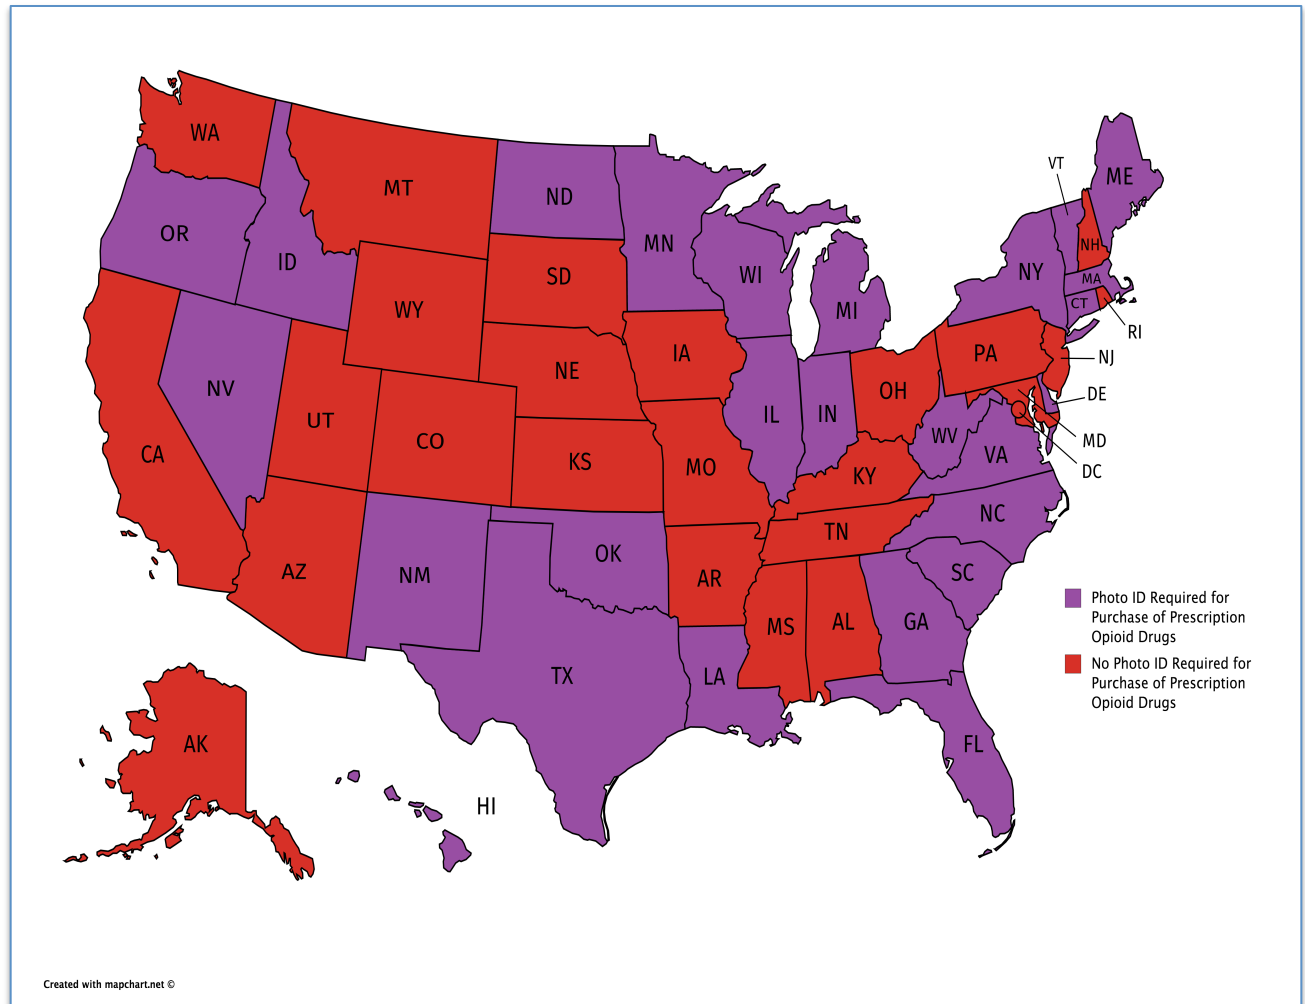 WA
MT
ND
VT
ME
OR
ID
MN
NH
SD
WI
NY
MA
WY
MI
CT
RI
IA
PA
NJ
NE
NV
OH
DE
IL
IN
UT
CO
WV
MD
CA
KS
MO
VA
DC
KY
NC
TN
OK
AZ
NM
AR
SC
MS
AL
GA
TX
LA
AK
FL
HI
Photo ID Required for
Purchase of Prescription
Opioid Drugs
No Photo ID Required for
Purchase of Prescription
Opioid Drugs
Created with mapchart.net ©